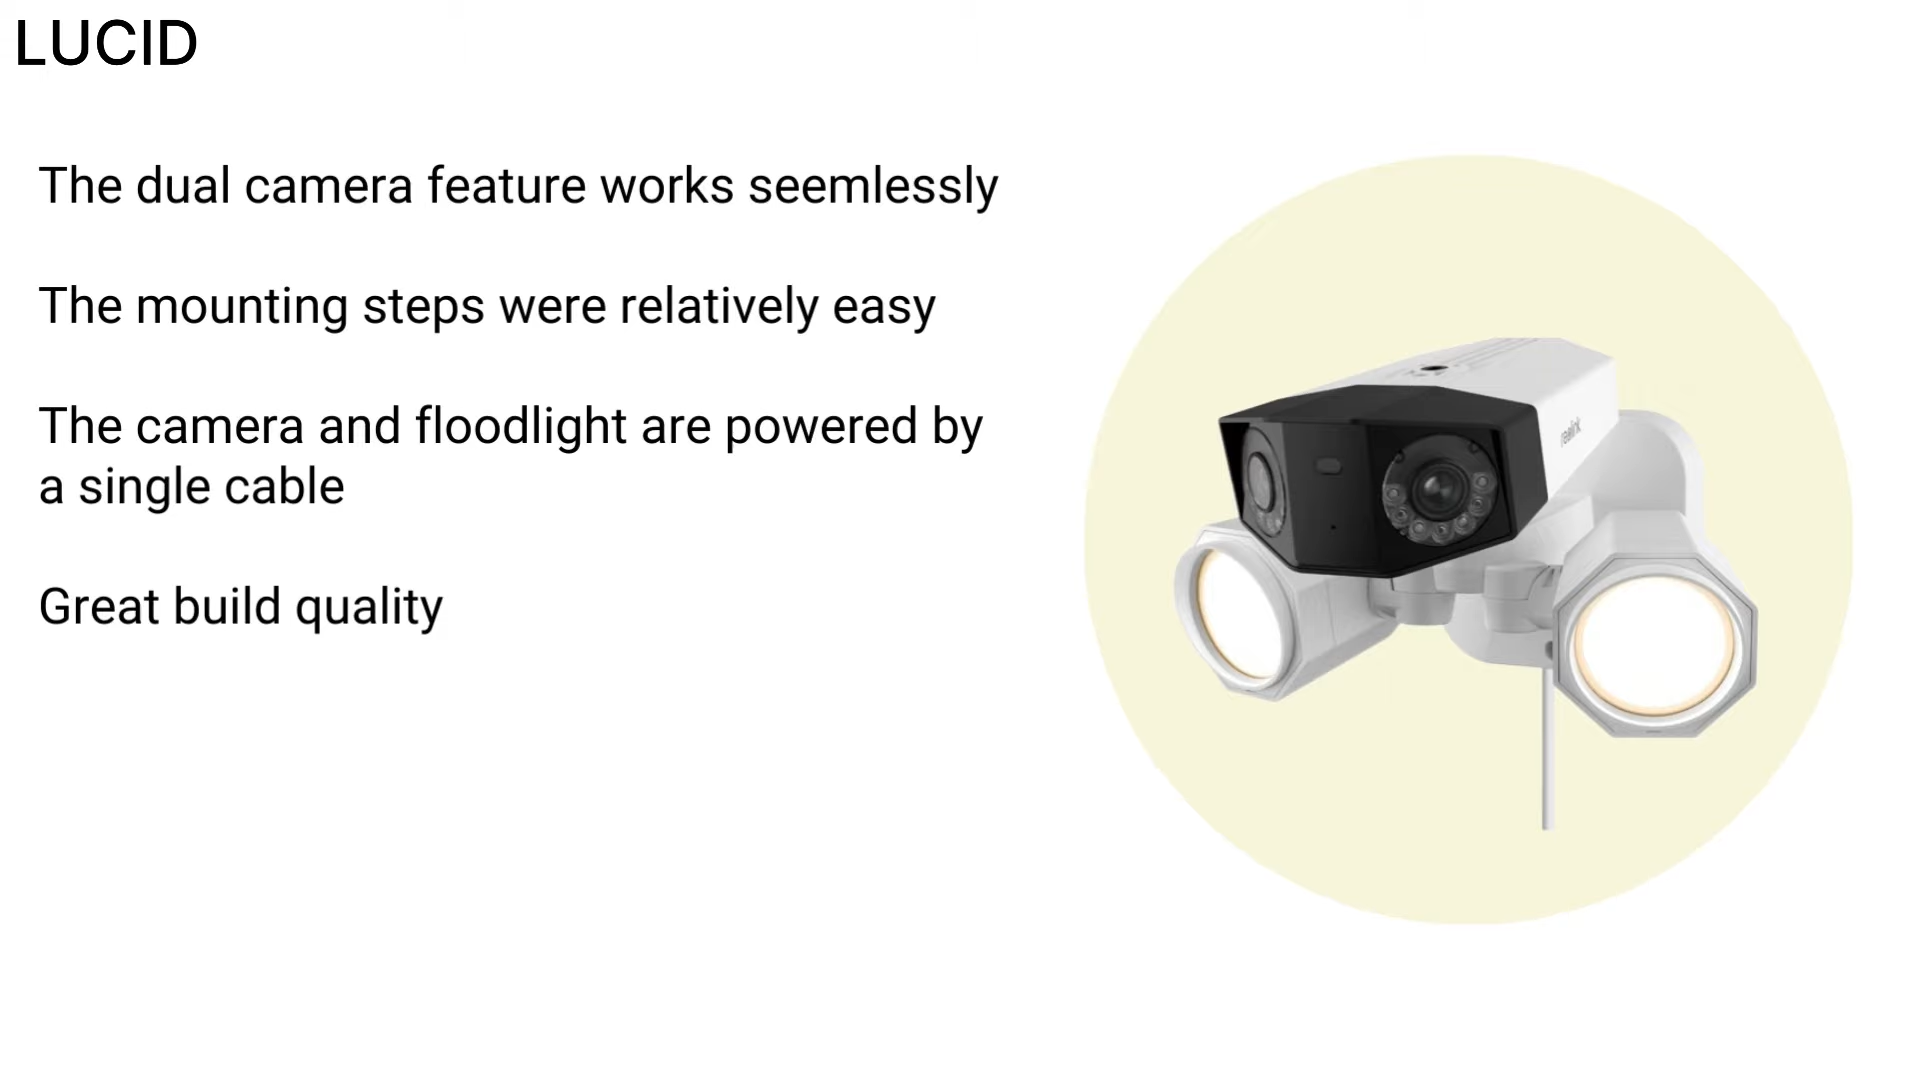 LUCID
The dual camera feature works seemlessly
The mounting steps were relatively easy
The camera and floodlight are powered by
a single cable
Great build quality
reolink